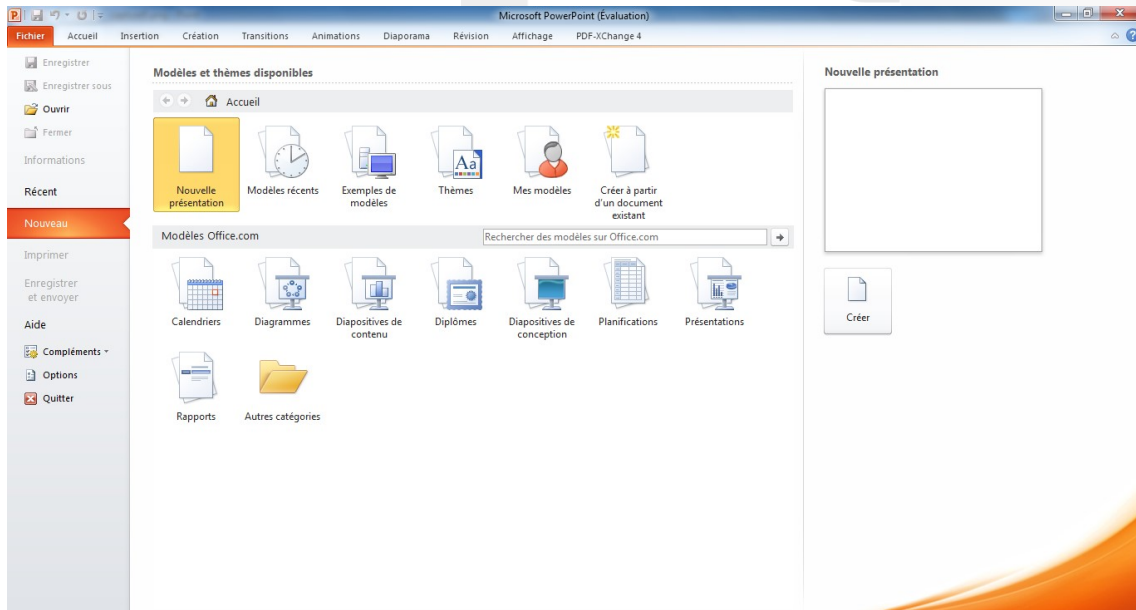 Microsoft PowerPoint (Évaluation)
Fichier Accueil Insertion Création Transitions Animations Diaporama Révision Affichage PDF-XChange 4
Enregistrer
Enregistrer sous
Ouvrir
Fermer
Informations
Récent
Nouveau
Imprimer
Enregistrer
et envoyer
Aide
Compléments
Options
Quitter
Modèles et thèmes disponibles
Accueil
Nouvelle
présentation
Modèles récents
Exemples de
modèles
Thèmes
Mes modèles
Créer à partir
d'un document
existant
Modèles Office.com
Rechercher des modèles sur Office.com
Calendriers
Diagrammes
Diapositives de
contenu
Diplômes
Diapositives de
conception
Planifications
Présentations
Rapports
Autres catégories
Nouvelle présentation
Créer